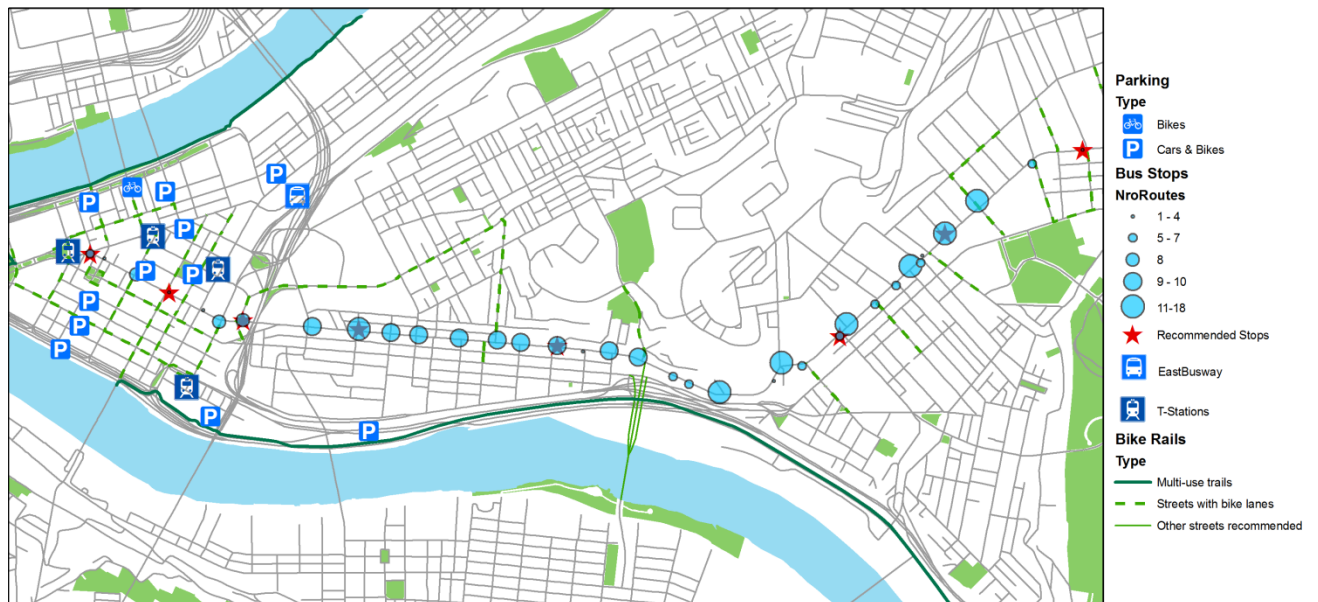 Parking
Type
Bikes
P Cars & Bikes
Bus Stops
NroRoutes
1 - 4
5 - 7
8
9 - 10
11-18
Recommended Stops
EastBusway
T-Stations
Bike Rails
Type
Multi-use trails
Streets with bike lanes
Other streets recommended
P
P
P
P
P
P
P
P
P
P
P
P